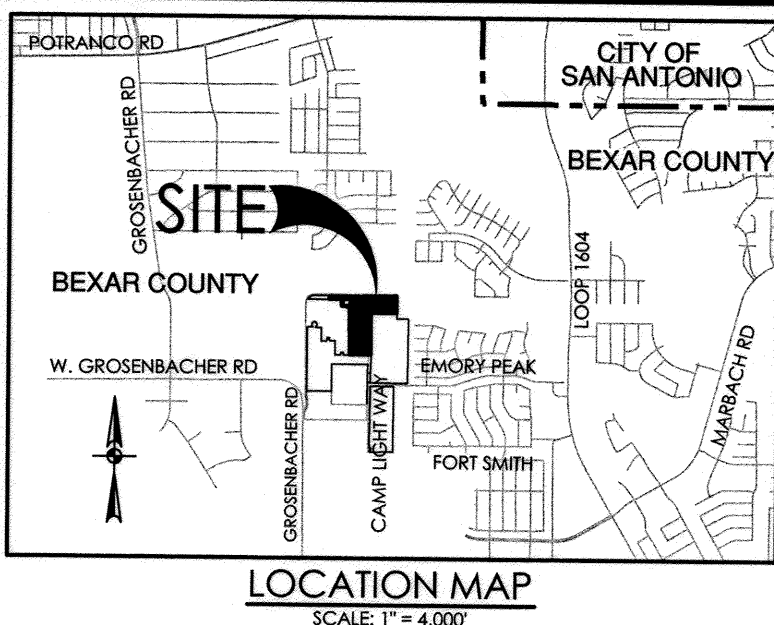 POTRANCO RD
CITY OF
SAN ANTONIO
GROSENBACHER RD
BEXAR COUNTY
SITE
LOOP 1604
BEXAR COUNTY
MARBACH RD
W. GROSENBACHER RD
EMORY PEAK
GROSENBACHER RD
CAMP LIGHT WAY
FORT SMITH
LOCATION MAP
SCALE: 1" = 4,000'